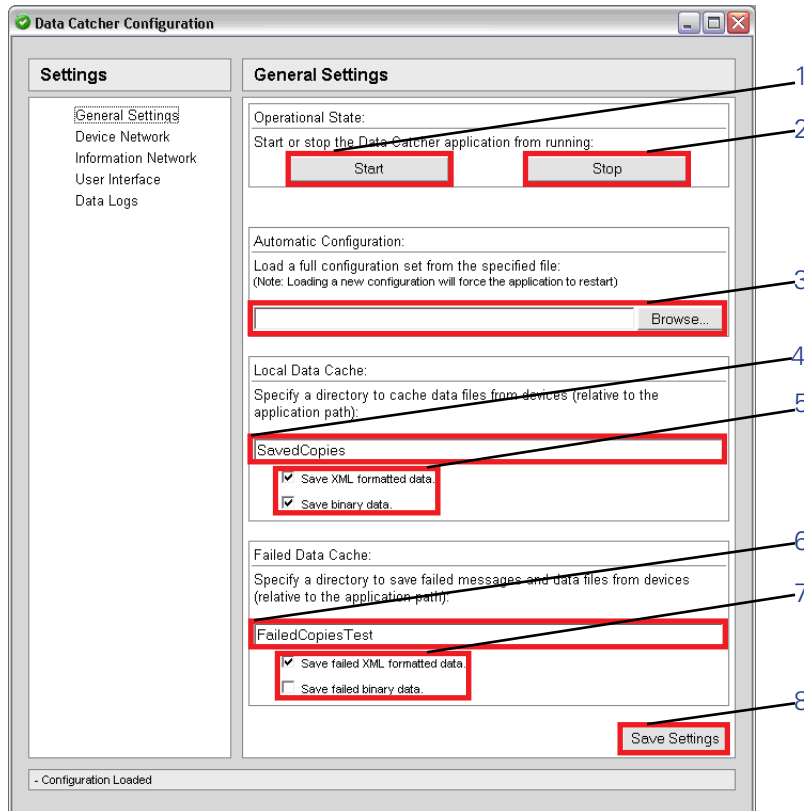 Data Catcher Configuration
Settings
General Settings
Device Network
Information Network
User Interface
Data Logs
General Settings
Operational State:
Start or stop the Data Catcher application from running:
Start
Stop
Automatic Configuration:
Load a full configuration set from the specified file:
(Note: Loading a new configuration will force the application to restart)
Browse...
Local Data Cache:
Specify a directory to cache data files from devices (relative to the
application path):
SavedCopies
Save XML formatted data.
Save binary data.
Failed Data Cache:
Specify a directory to save failed messages and data files from devices
(relative to the application path):
FailedCopiesTest
Save failed XML formatted data.
Save failed binary data.
Save Settings
- Configuration Loaded
1
2
3
4
5
6
7
8